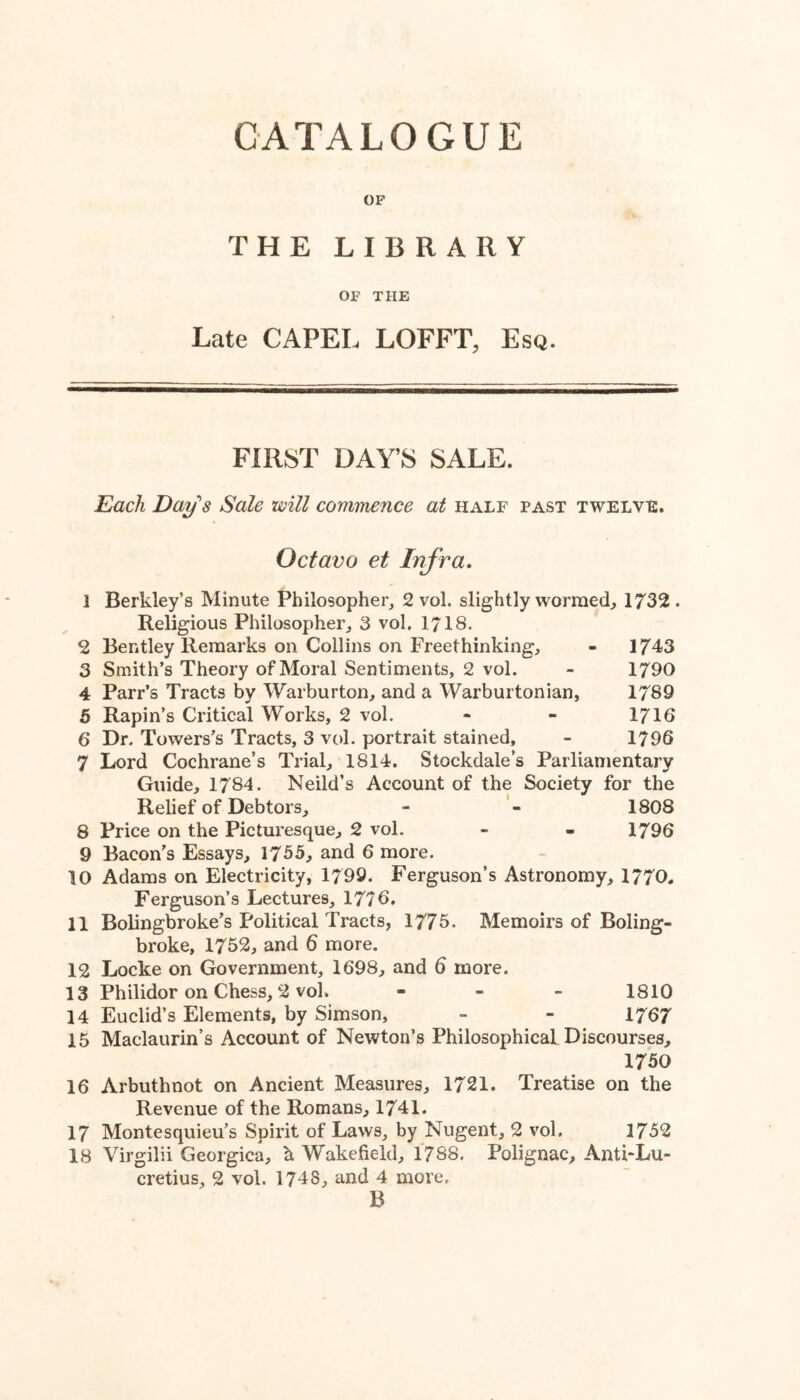 CATALOGUE
OF
THE LIBRARY
OF THE
Late CAPEL LOFFT, Esq.
FIRST DAY'S SALE.
Each Day's Sale will commence at HALF PAST TWELVE.
Octavo et Infra.
1 Berkley's Minute Philosopher, 2 vol. slightly wormed, 1732.
Religious Philosopher, 3 vol. 1718.
2 Bentley Remarks on Collins on Freethinking, - 1743
3 Smith's Theory of Moral Sentiments, 2 vol. - 1790
4 Parr's Tracts by Warburton, and a Warburtonian, 1789
5 Rapin's Critical Works, 2 vol. - - 1716
6 Dr. Towers's Tracts, 3 vol. portrait stained, - 1796
7 Lord Cochrane's Trial, 1814. Stockdale's Parliamentary
Guide, 1784. Neild's Account of the Society for the
Relief of Debtors, - - 1808
8 Price on the Picturesque, 2 vol. - - 1796
9 Bacon's Essays, 1755, and 6 more.
10 Adams on Electricity, 1799. Ferguson's Astronomy, 1770.
Ferguson's Lectures, 1776.
11 Bolingbroke's Political Tracts, 1775. Memoirs of Boling-
broke, 1752, and 6 more.
12 Locke on Government, 1698, and 6 more.
13 Philidor on Chess, 2 vol. - - - 1810
14 Euclid's Elements, by Simson, - - 1767
15 Maclaurin's Account of Newton's Philosophical Discourses,
1750
16 Arbuthnot on Ancient Measures, 1721. Treatise on the
Revenue of the Romans, 1741.
17 Montesquieu's Spirit of Laws, by Nugent, 2 vol. 1752
18 Virgilii Georgica, à Wakefield, 1788. Polignac, Anti-Lu-
cretius, 2 vol. 1748, and 4 more.
B